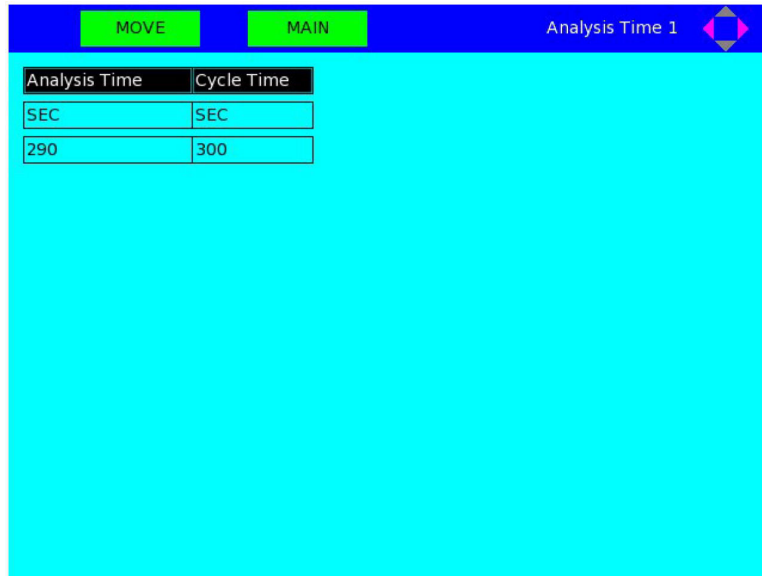 MOVE MAIN Analysis Time 1
Analysis Time Cycle Time
SEC SEC
290 300